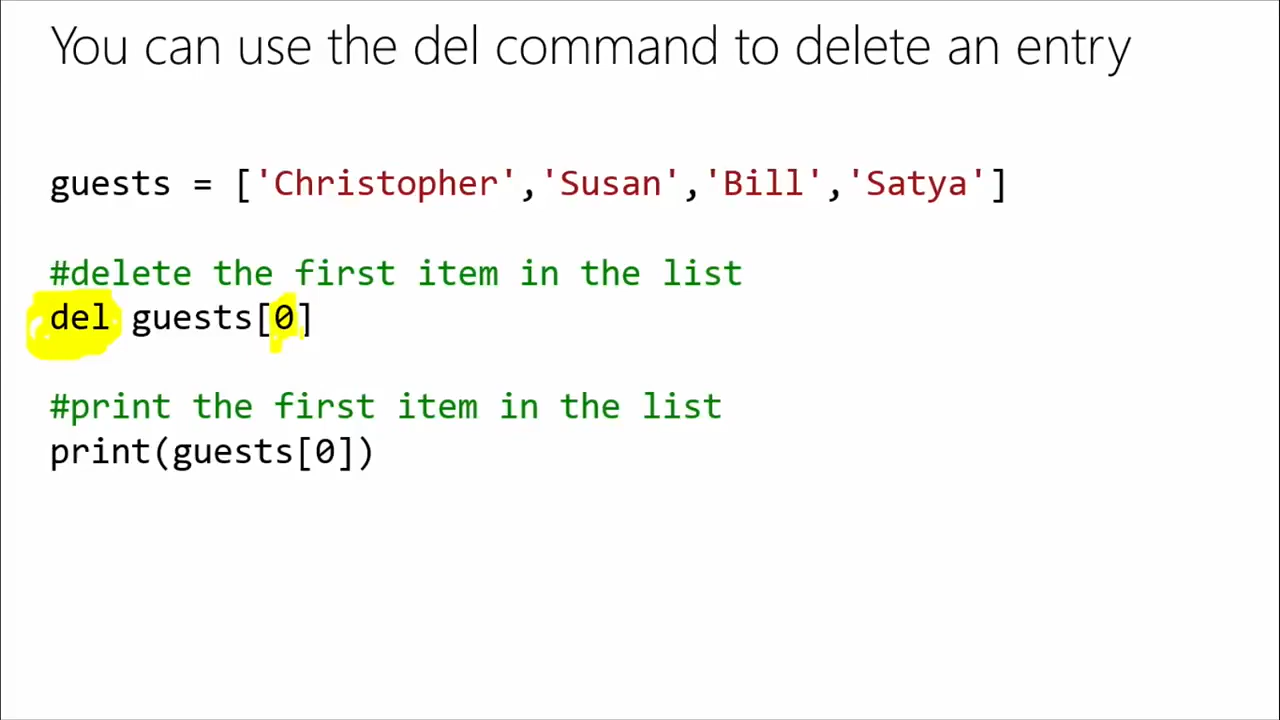 You can use the del command to delete an entry
guests = ['Christopher','Susan','Bill','Satya']
#delete the first item in the list
del guests[0]
#print the first item in the list
print(guests[0])